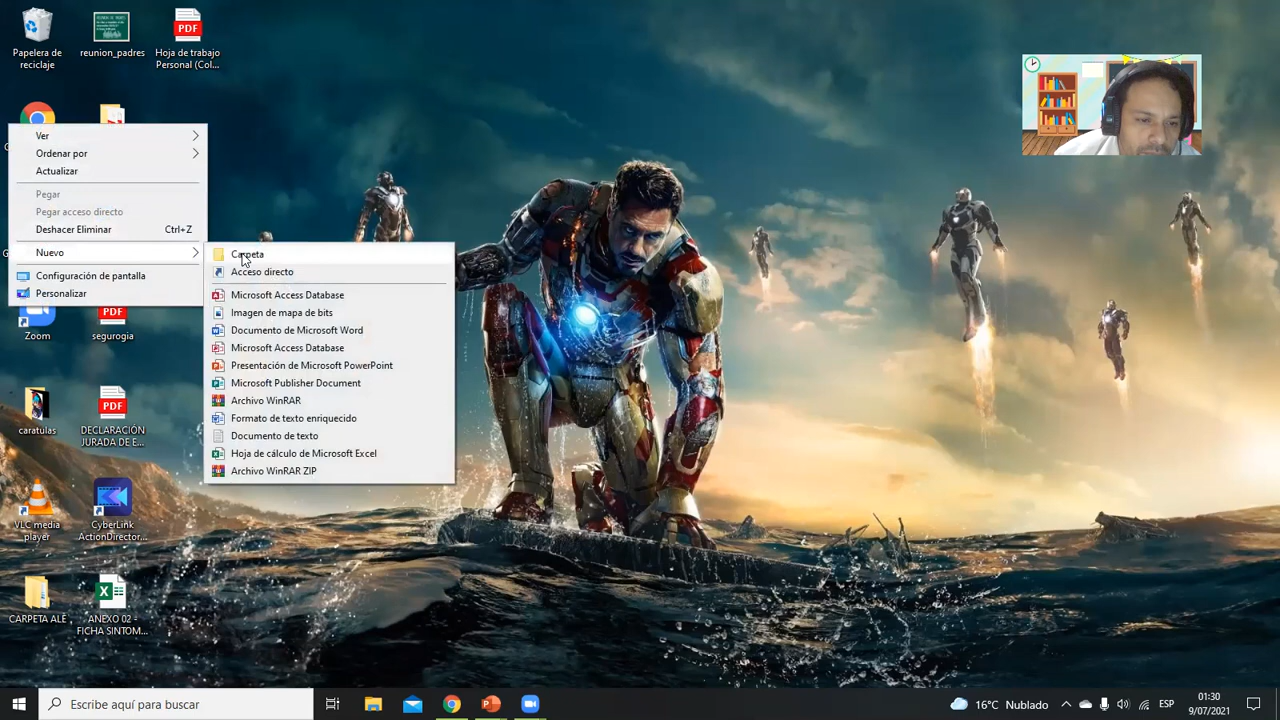 Papelera de
reciclaje
reunion_padres
PDF
Hoja de trabajo
Personal (Col...
Ver
Ordenar por
Actualizar
Pegar
Pegar acceso directo
Deshacer Eliminar Ctrl+Z
Nuevo
Configuración de pantalla
Personalizar
Carpeta
Acceso directo
Microsoft Access Database
Imagen de mapa de bits
Documento de Microsoft Word
Microsoft Access Database
Presentación de Microsoft PowerPoint
Microsoft Publisher Document
Archivo WinRAR
Formato de texto enriquecido
Documento de texto
Hoja de cálculo de Microsoft Excel
Archivo WinRAR ZIP
Zoom
PDF
segurogia
caratulas
PDF
DECLARACIÓN
JURADA DE E...
VLC media
player
CyberLink
ActionDirector...
CARPETA ALE
ANEXO 02 -
FICHA SINTOM...
Escribe aquí para buscar
16°C Nublado
ESP
01:30
9/07/2021